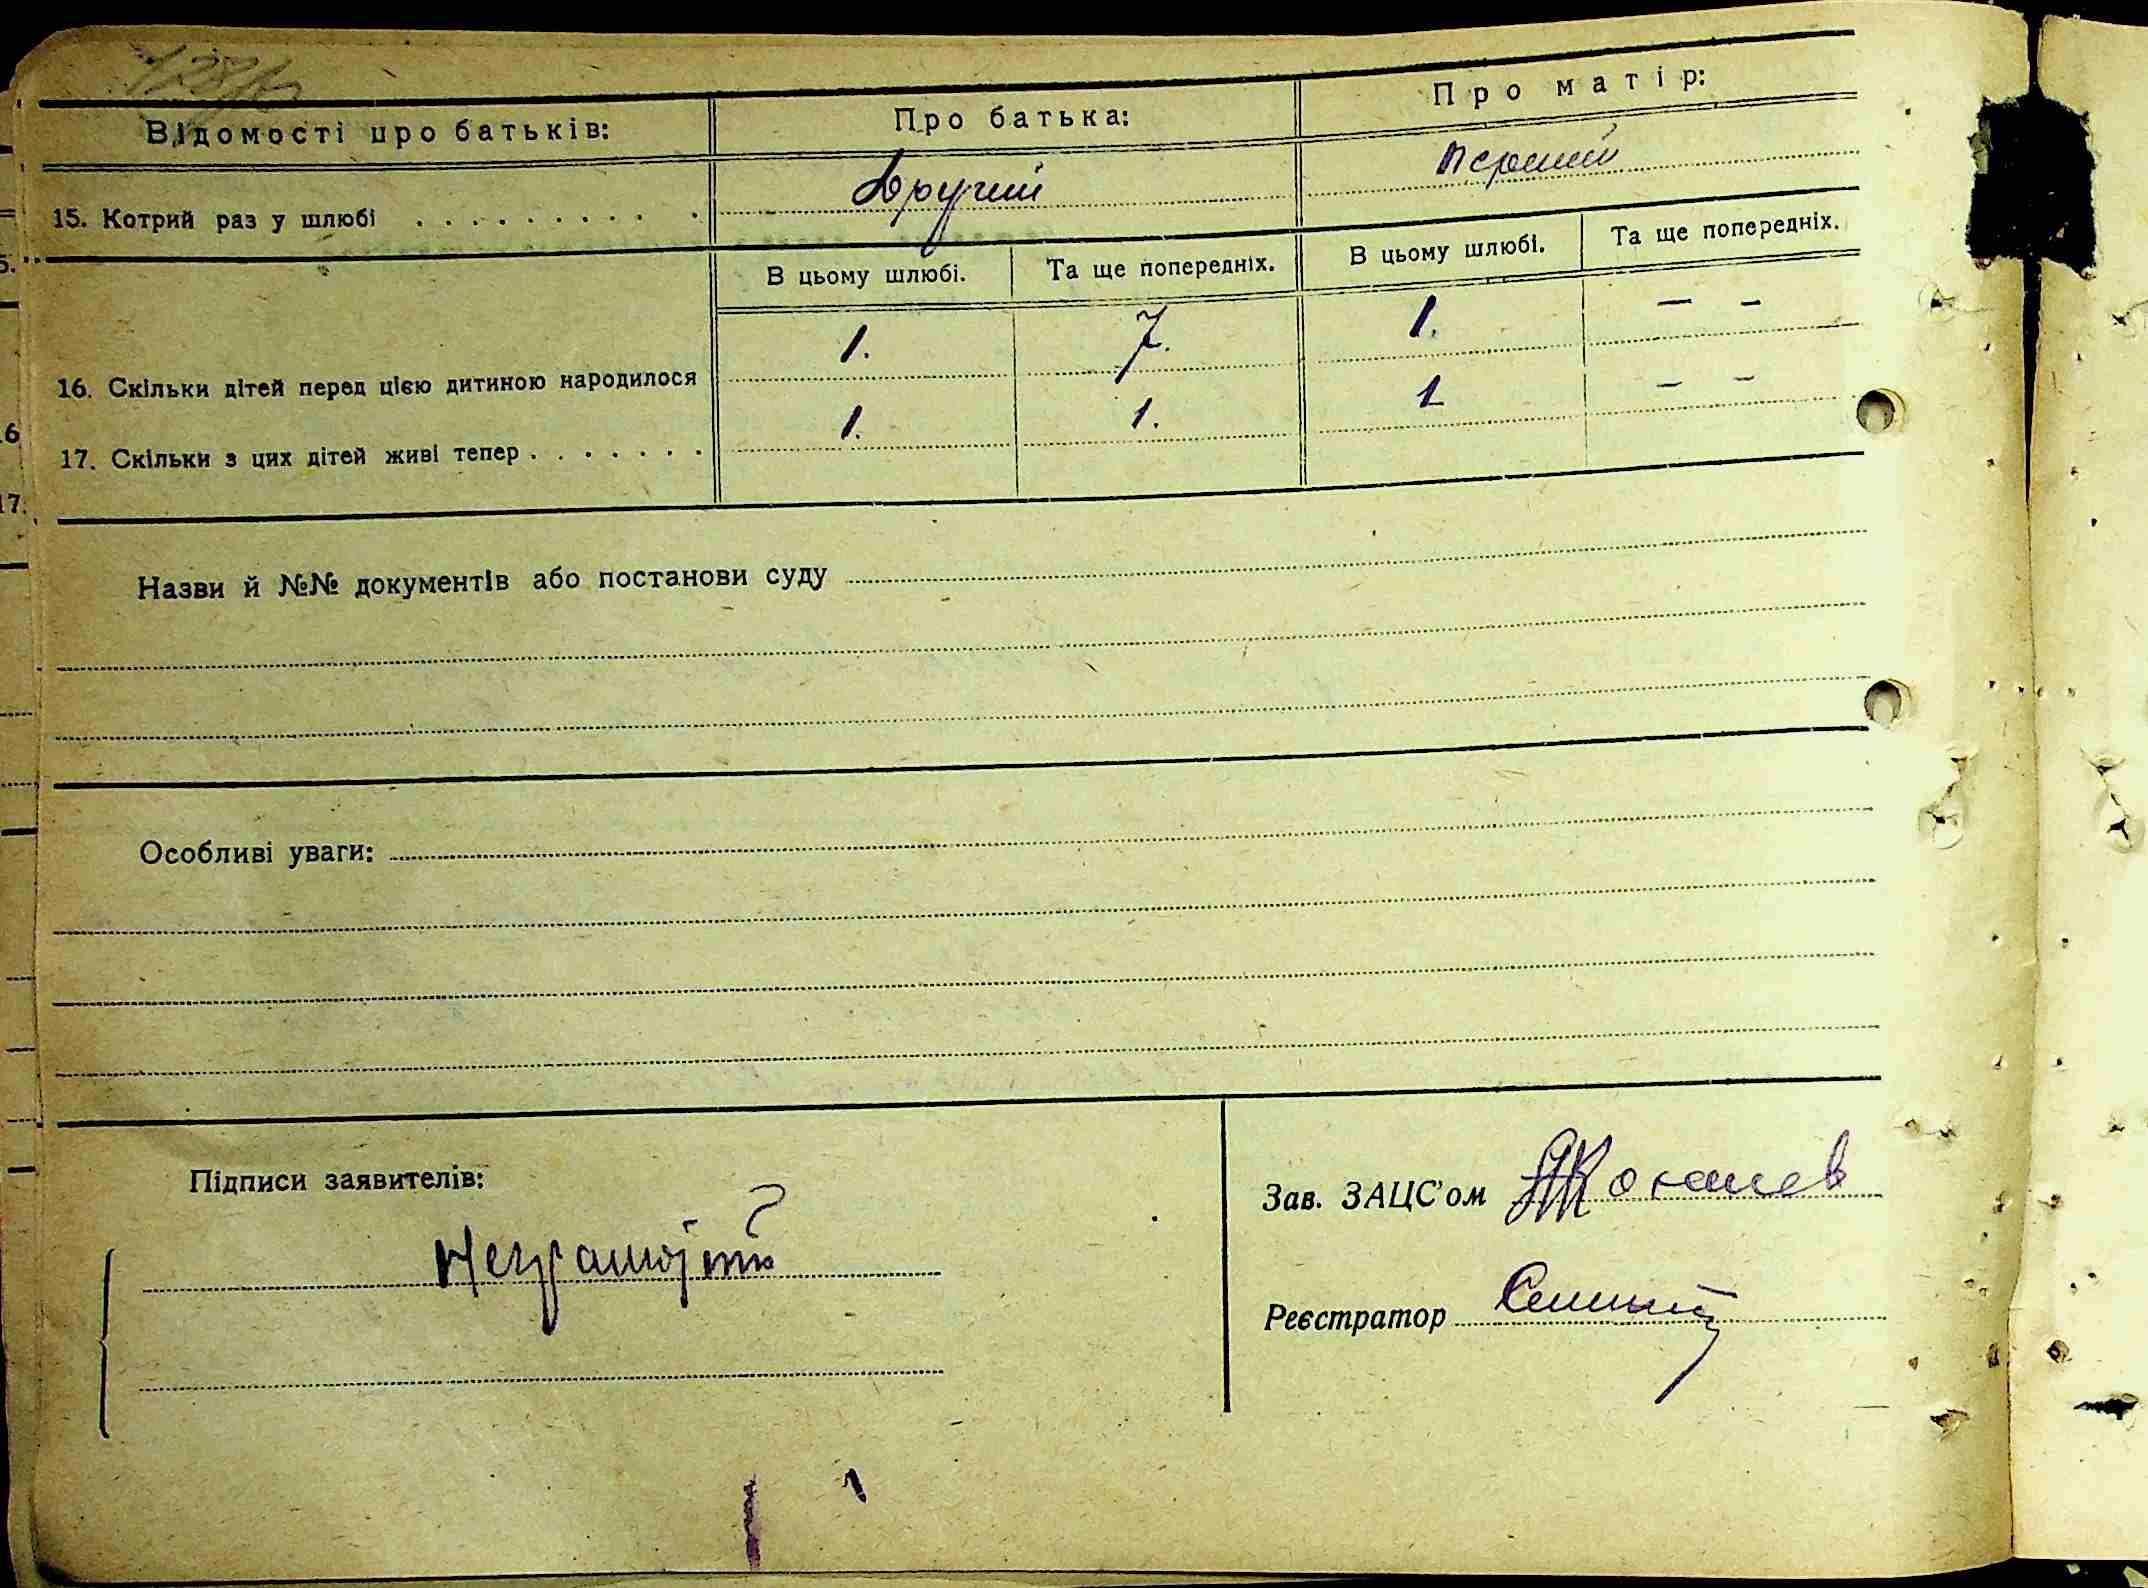 Відомості про батьків: Про батька: Про матір:
15. Котрий раз у шлюбі . . . . . . . . . . другий перший
В цьому шлюбі. Та ще попередніх. В цьому шлюбі. Та ще попередніх.
16. Скільки дітей перед цією дитиною народилося 1. 7. 1. — —
17. Скільки з цих дітей живі тепер . . . . . . . 1. 1. 1 — —
Назви й №№ документів або постанови суду
Особливі уваги:
Підписи заявителів:
Зав. ЗАЦС'ом
Реєстратор